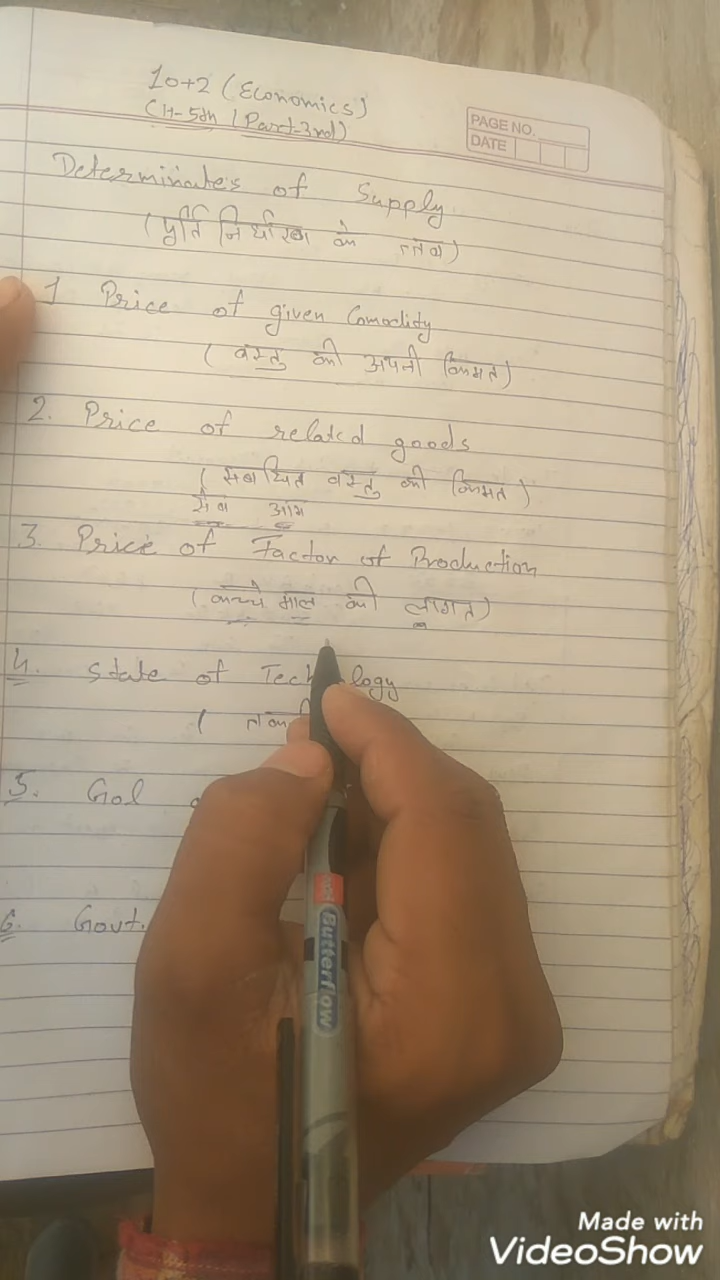 10+2 (Economics)
(H-5th / Part-3rd)
PAGE NO.
DATE
Determinates of Supply
(पूर्ति निर्धारण के तत्व)
1 Price of given Comodity
(वस्तु की अपनी किमत)
2. Price of related goods
(सबंधित वस्तु की किमत)
सेब आम
3. Price of Factor of Production
(कच्चे माल की लागत)
4. State of Tech logy
(
5. Gol
6. Govt.
Butterflow
Made with
VideoShow